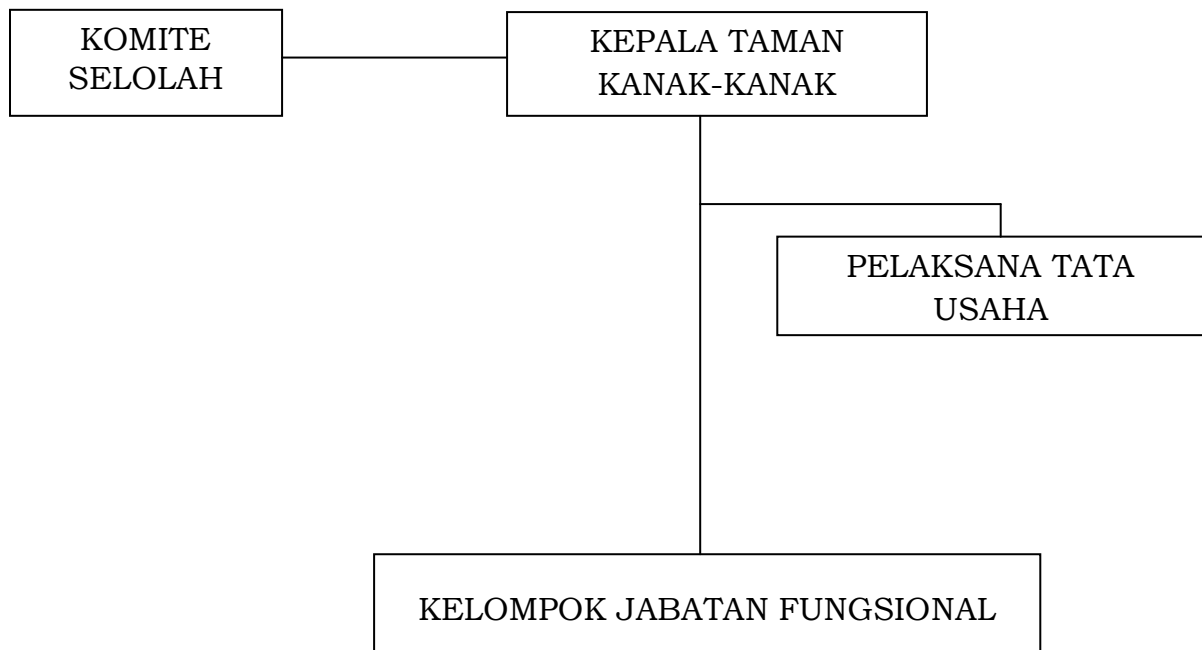 KOMITE
SELOLAH
KEPALA TAMAN
KANAK-KANAK
PELAKSANA TATA
USAHA
KELOMPOK JABATAN FUNGSIONAL